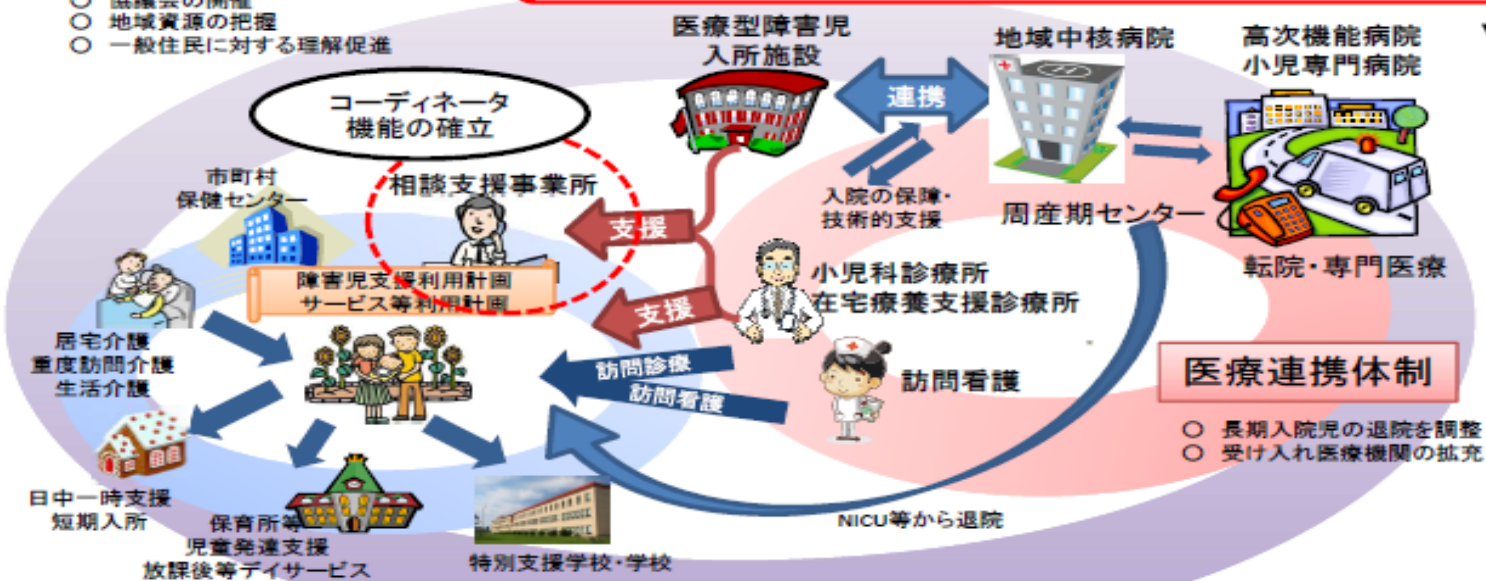 ○ 協議会の開催
○ 地域資源の把握
○ 一般住民に対する理解促進
医療型障害児
入所施設
地域中核病院
高次機能病院
小児専門病院
コーディネータ
機能の確立
連携
市町村
保健センター
相談支援事業所
入院の保障・
技術的支援
周産期センター
支援
小児科診療所
在宅療養支援診療所
転院・専門医療
障害児支援利用計画
サービス等利用計画
支援
居宅介護
重度訪問介護
生活介護
訪問診療
訪問看護
訪問看護
医療連携体制
○ 長期入院児の退院を調整
○ 受け入れ医療機関の拡充
日中一時支援
短期入所
保育所等
児童発達支援
放課後等デイサービス
特別支援学校・学校
NICU等から退院